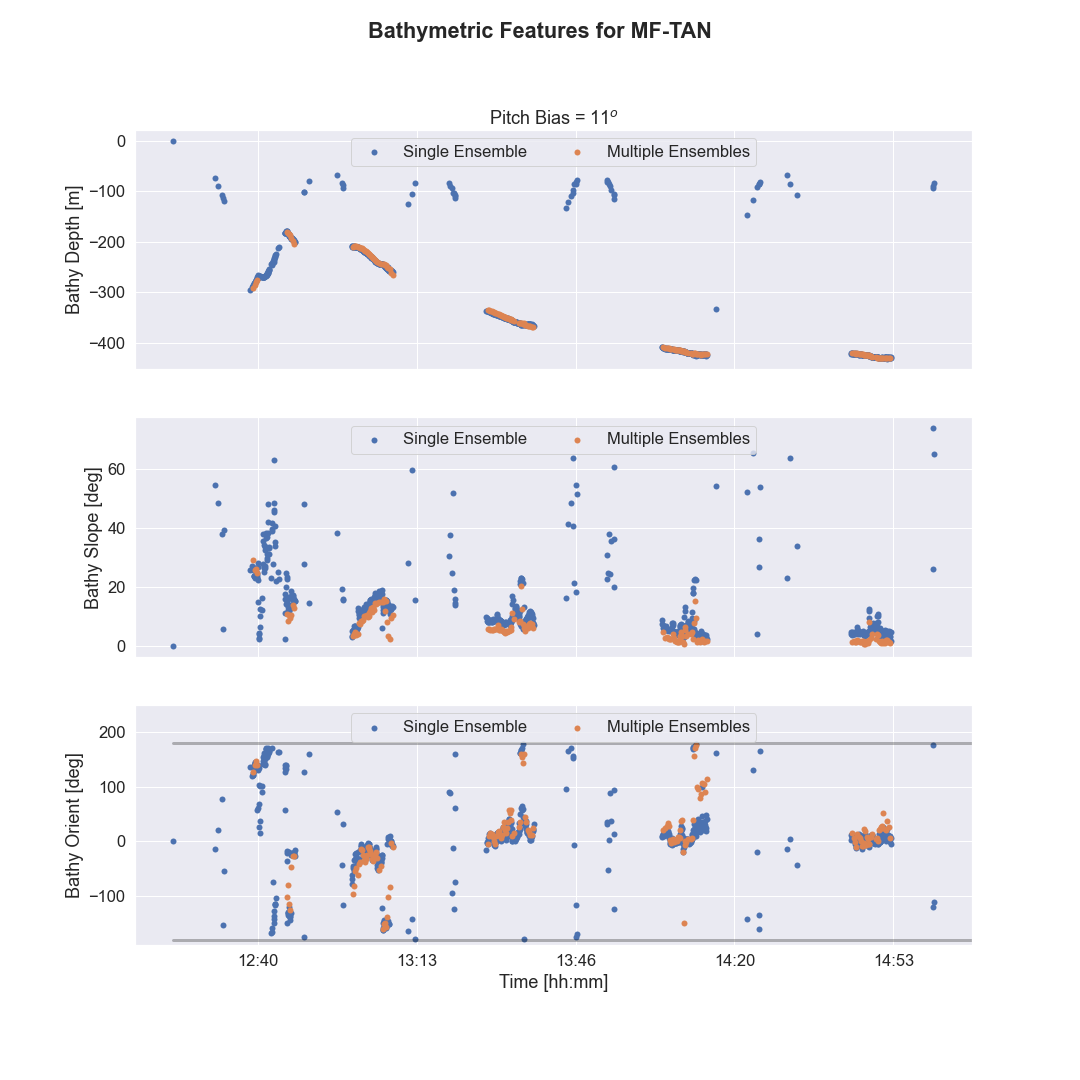 Bathymetric Features for MF-TAN
Pitch Bias = 11°
Single Ensemble Multiple Ensembles
0
−100
−200
−300
−400
Bathy Depth [m]
Single Ensemble Multiple Ensembles
60
40
20
0
Bathy Slope [deg]
Single Ensemble Multiple Ensembles
200
100
0
−100
Bathy Orient [deg]
12:40 13:13 13:46 14:20 14:53
Time [hh:mm]